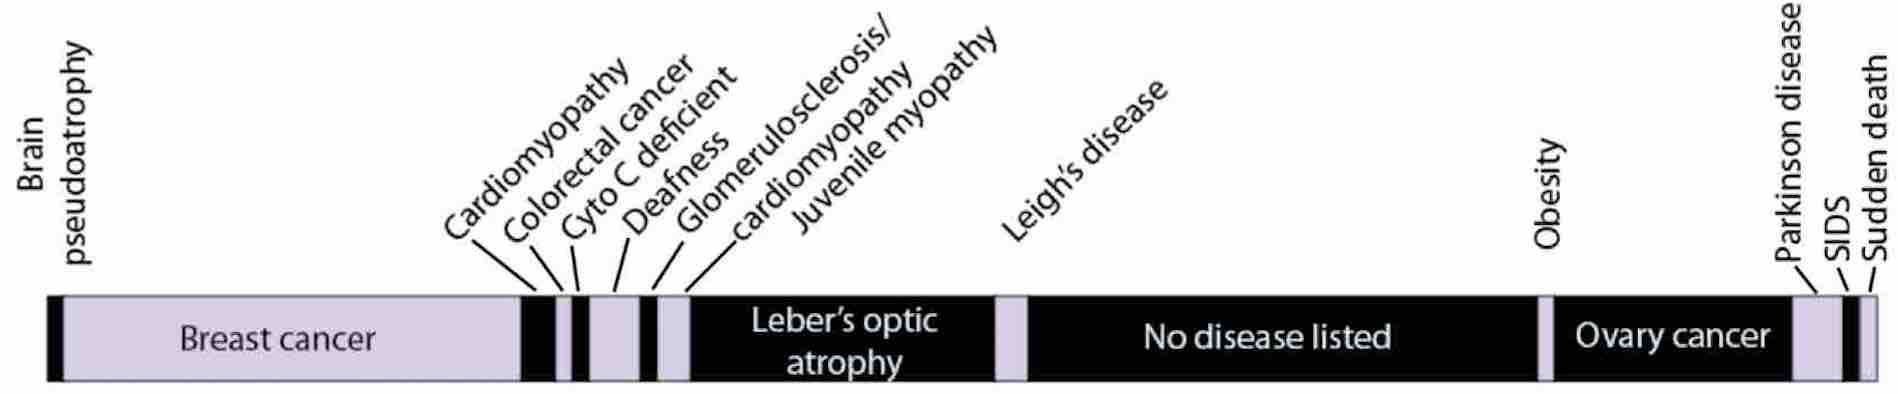 Brain
pseudoatrophy
Breast cancer
Cardiomyopathy
Colorectal cancer
Cyto C deficient
Deafness
Glomerulosclerosis/
cardiomyopathy
Juvenile myopathy
Leber's optic
atrophy
Leigh's disease
No disease listed
Obesity
Ovary cancer
Parkinson disease
SIDS
Sudden death